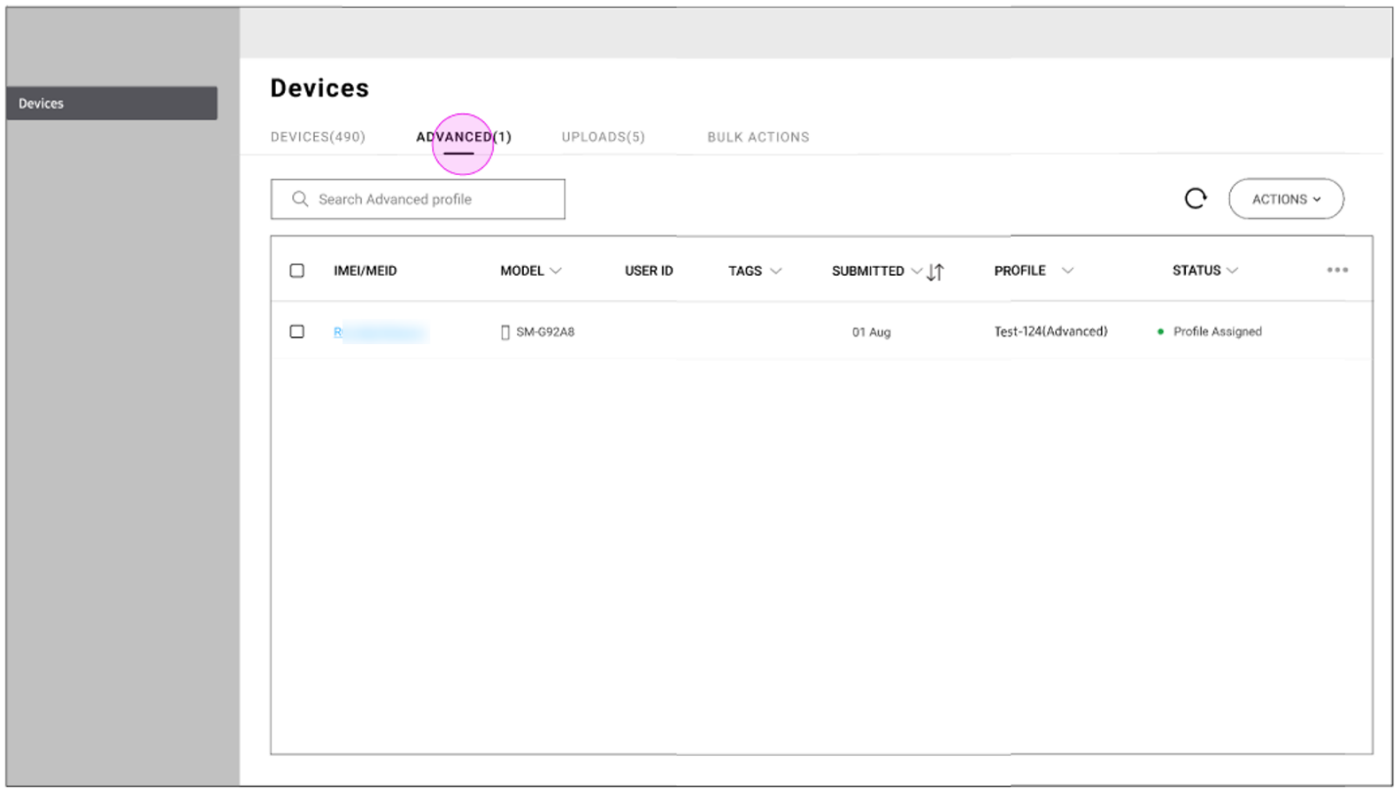 Devices
Devices
DEVICES(490) ADVANCED(1) UPLOADS(5) BULK ACTIONS
Search Advanced profile ACTIONS
IMEI/MEID MODEL USER ID TAGS SUBMITTED PROFILE STATUS
R SM-G92A8 01 Aug Test-124(Advanced) Profile Assigned